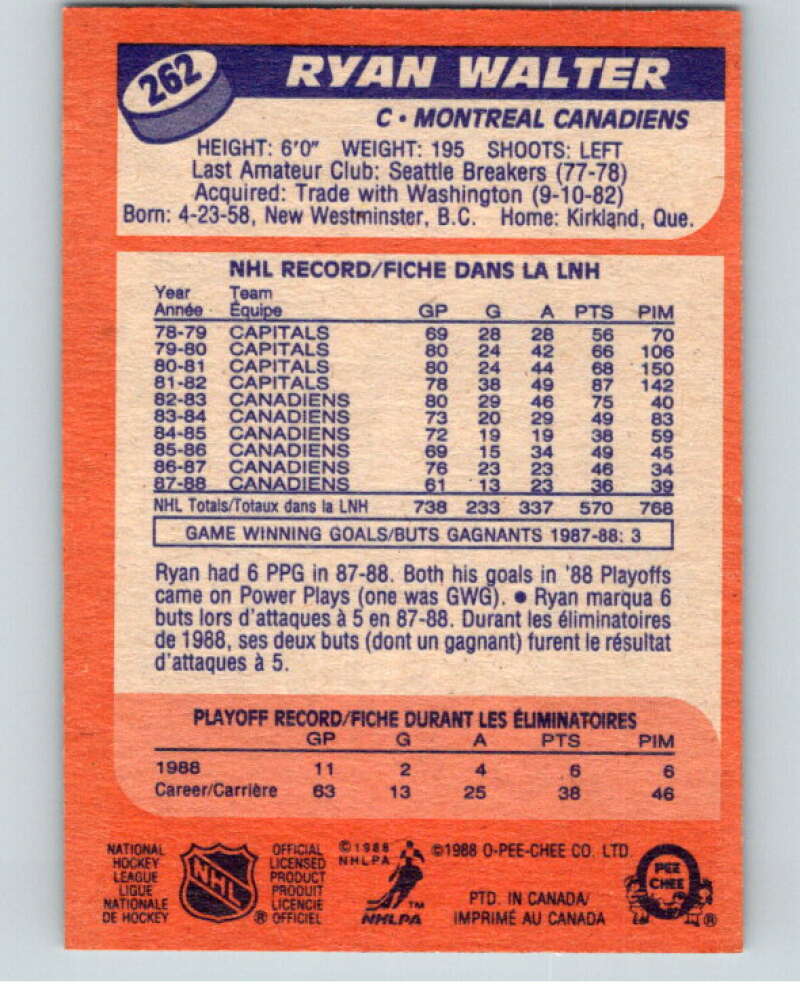 262
RYAN WALTER
C • MONTREAL CANADIENS
HEIGHT: 6'0" WEIGHT: 195 SHOOTS: LEFT
Last Amateur Club: Seattle Breakers (77-78)
Acquired: Trade with Washington (9-10-82)
Born: 4-23-58, New Westminster, B.C. Home: Kirkland, Que.
NHL RECORD/FICHE DANS LA LNH
Year Team
Année Équipe GP G A PTS PIM
78-79 CAPITALS 69 28 28 56 70
79-80 CAPITALS 80 24 42 66 106
80-81 CAPITALS 80 24 44 68 150
81-82 CAPITALS 78 38 49 87 142
82-83 CANADIENS 80 29 46 75 40
83-84 CANADIENS 73 20 29 49 83
84-85 CANADIENS 72 19 19 38 59
85-86 CANADIENS 69 15 34 49 45
86-87 CANADIENS 76 23 23 46 34
87-88 CANADIENS 61 13 23 36 39
NHL Totals/Totaux dans la LNH 738 233 337 570 768
GAME WINNING GOALS/BUTS GAGNANTS 1987-88: 3
Ryan had 6 PPG in 87-88. Both his goals in '88 Playoffs
came on Power Plays (one was GWG). • Ryan marqua 6
buts lors d'attaques à 5 en 87-88. Durant les éliminatoires
de 1988, ses deux buts (dont un gagnant) furent le résultat
d'attaques à 5.
PLAYOFF RECORD/FICHE DURANT LES ÉLIMINATOIRES
GP G A PTS PIM
1988 11 2 4 6 6
Career/Carrière 63 13 25 38 46
NATIONAL
HOCKEY
LEAGUE
LIGUE
NATIONALE
DE HOCKEY
NHL
®
OFFICIAL
LICENSED
PRODUCT
PRODUIT
LICENCIE
OFFICIEL
©1988
NHLPA
TM
NHLPA
©1988 O-PEE-CHEE CO. LTD.
PTD. IN CANADA/
IMPRIMÉ AU CANADA
PEE
CHEE
®